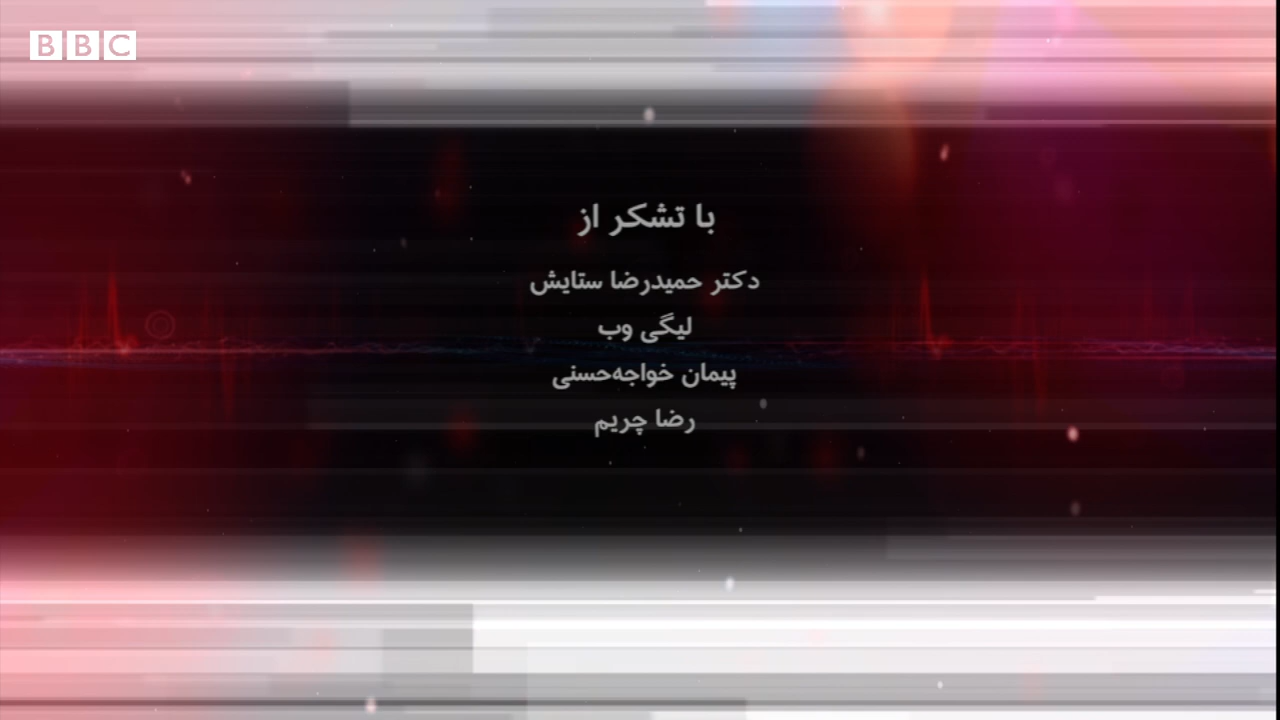 BBC
با تشکر از
دکتر حمیدرضا ستایش
لیگی وب
پیمان خواجه‌حسنی
رضا چریم